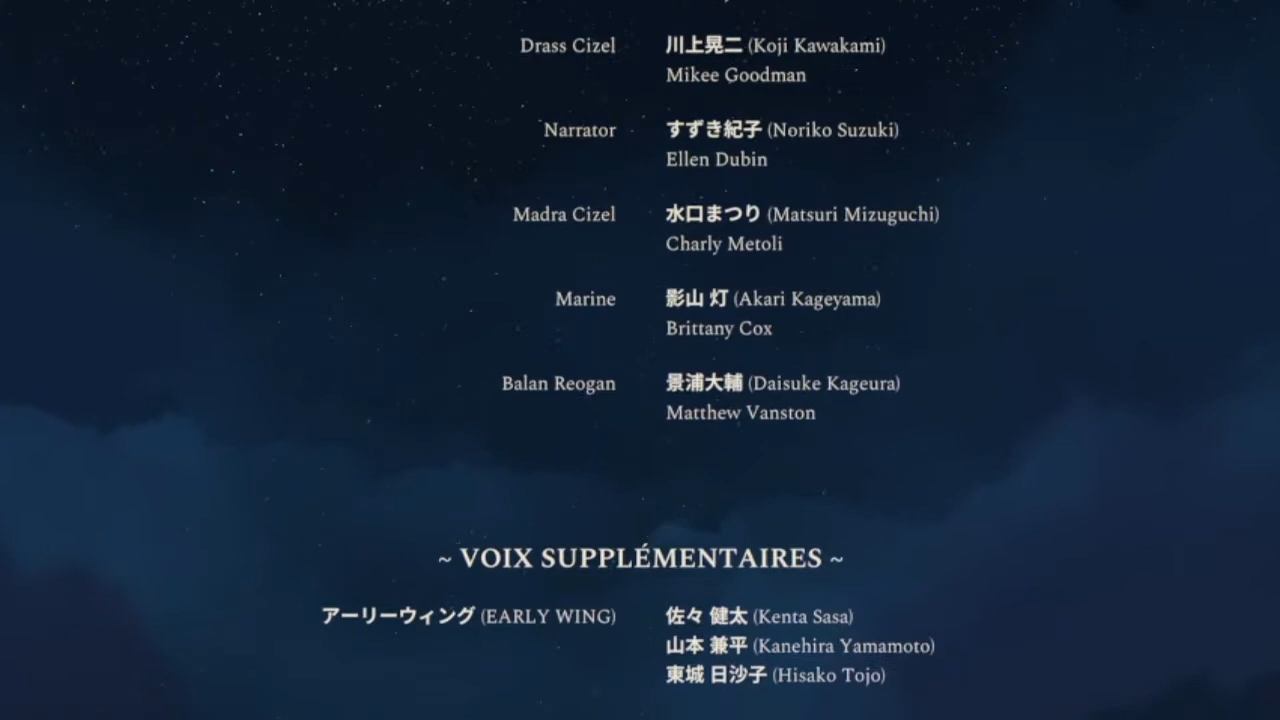 Drass Cizel 川上晃二 (Koji Kawakami)
Mikee Goodman
Narrator すずき紀子 (Noriko Suzuki)
Ellen Dubin
Madra Cizel 水口まつり (Matsuri Mizuguchi)
Charly Metoli
Marine 影山 灯 (Akari Kageyama)
Brittany Cox
Balan Reogan 景浦大輔 (Daisuke Kageura)
Matthew Vanston
~ VOIX SUPPLÉMENTAIRES ~
アーリーウィング (EARLY WING) 佐々 健太 (Kenta Sasa)
山本 兼平 (Kanehira Yamamoto)
東城 日沙子 (Hisako Tojo)